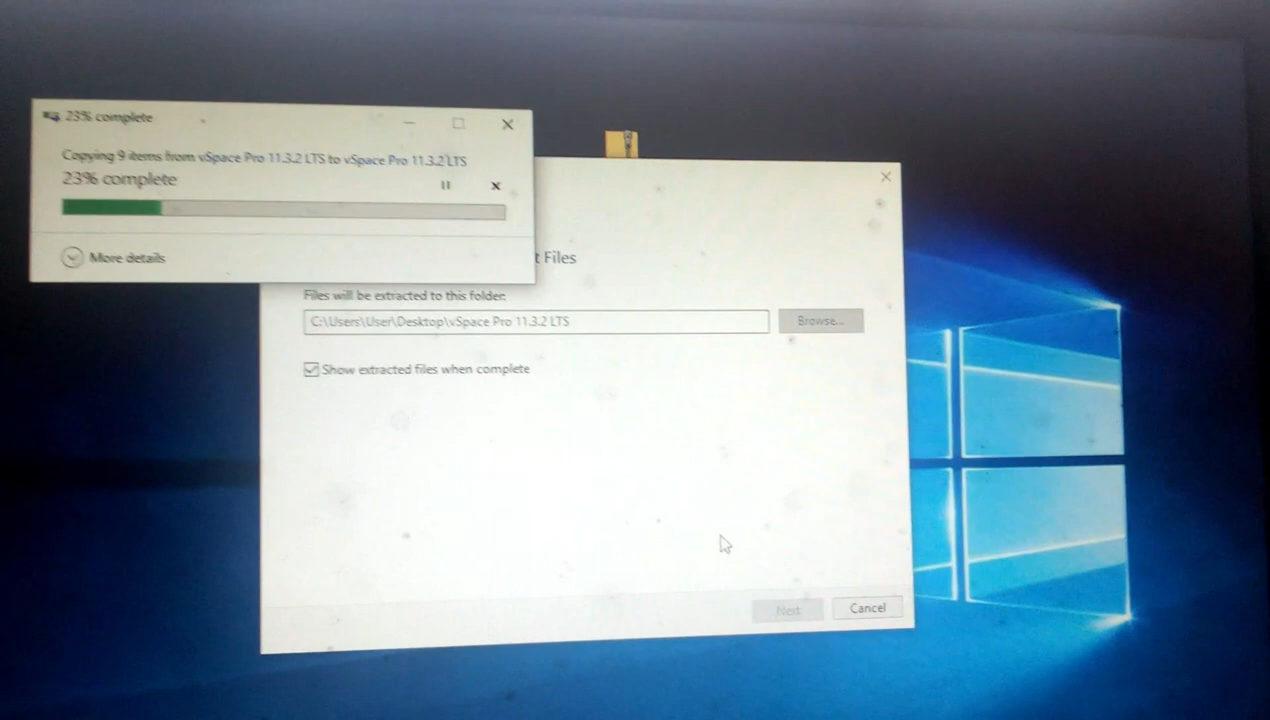 23% complete
Copying 9 items from vSpace Pro 11.3.2 LTS to vSpace Pro 11.3.2 LTS
23% complete
More details
t Files
Files will be extracted to this folder:
C:\Users\User\Desktop\vSpace Pro 11.3.2 LTS
Browse...
Show extracted files when complete
Next
Cancel